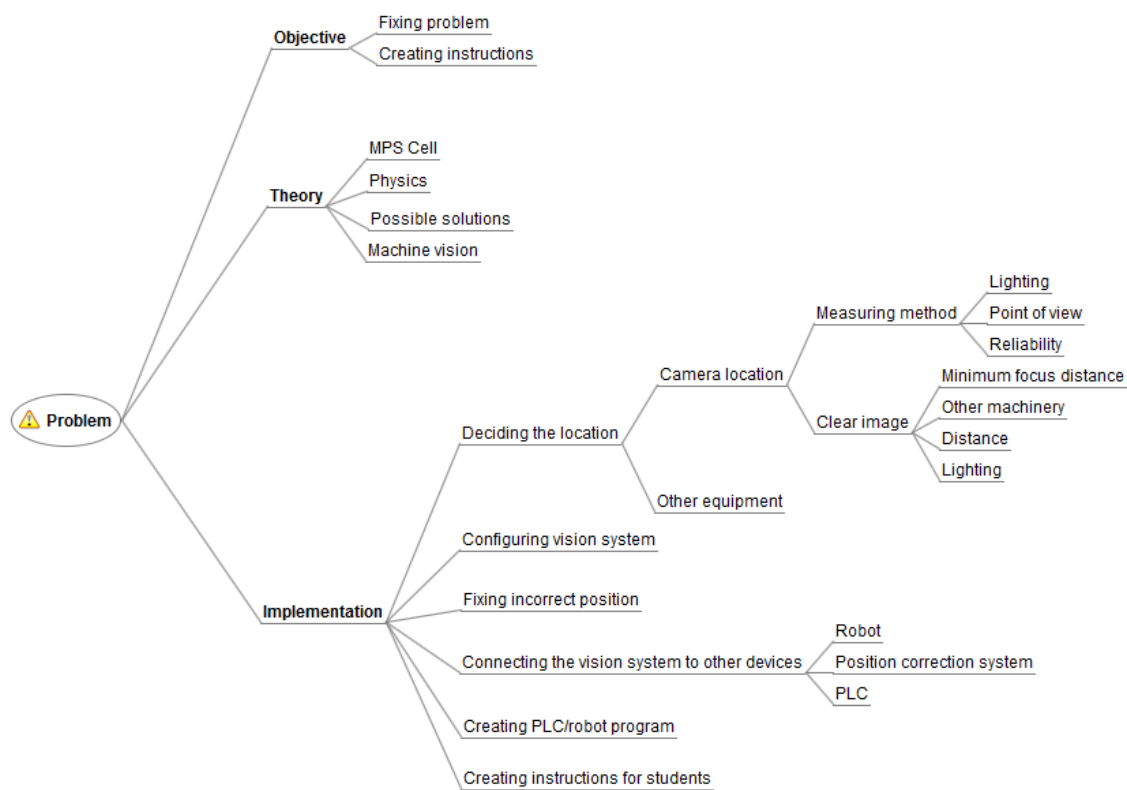 Problem
Objective
Fixing problem
Creating instructions
Theory
MPS Cell
Physics
Possible solutions
Machine vision
Implementation
Deciding the location
Camera location
Measuring method
Lighting
Point of view
Reliability
Clear image
Minimum focus distance
Other machinery
Distance
Lighting
Other equipment
Configuring vision system
Fixing incorrect position
Connecting the vision system to other devices
Robot
Position correction system
PLC
Creating PLC/robot program
Creating instructions for students